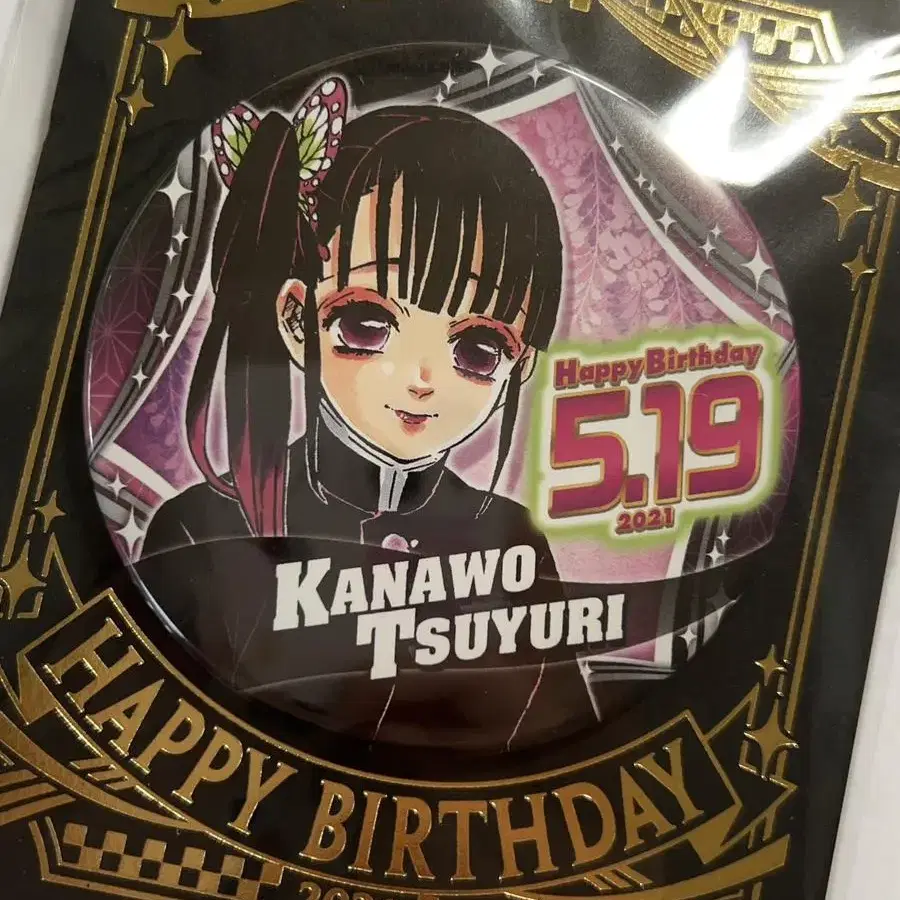 Happy Birthday
5.19
2021
KANAWO
TSUYURI
HAPPY BIRTHDAY